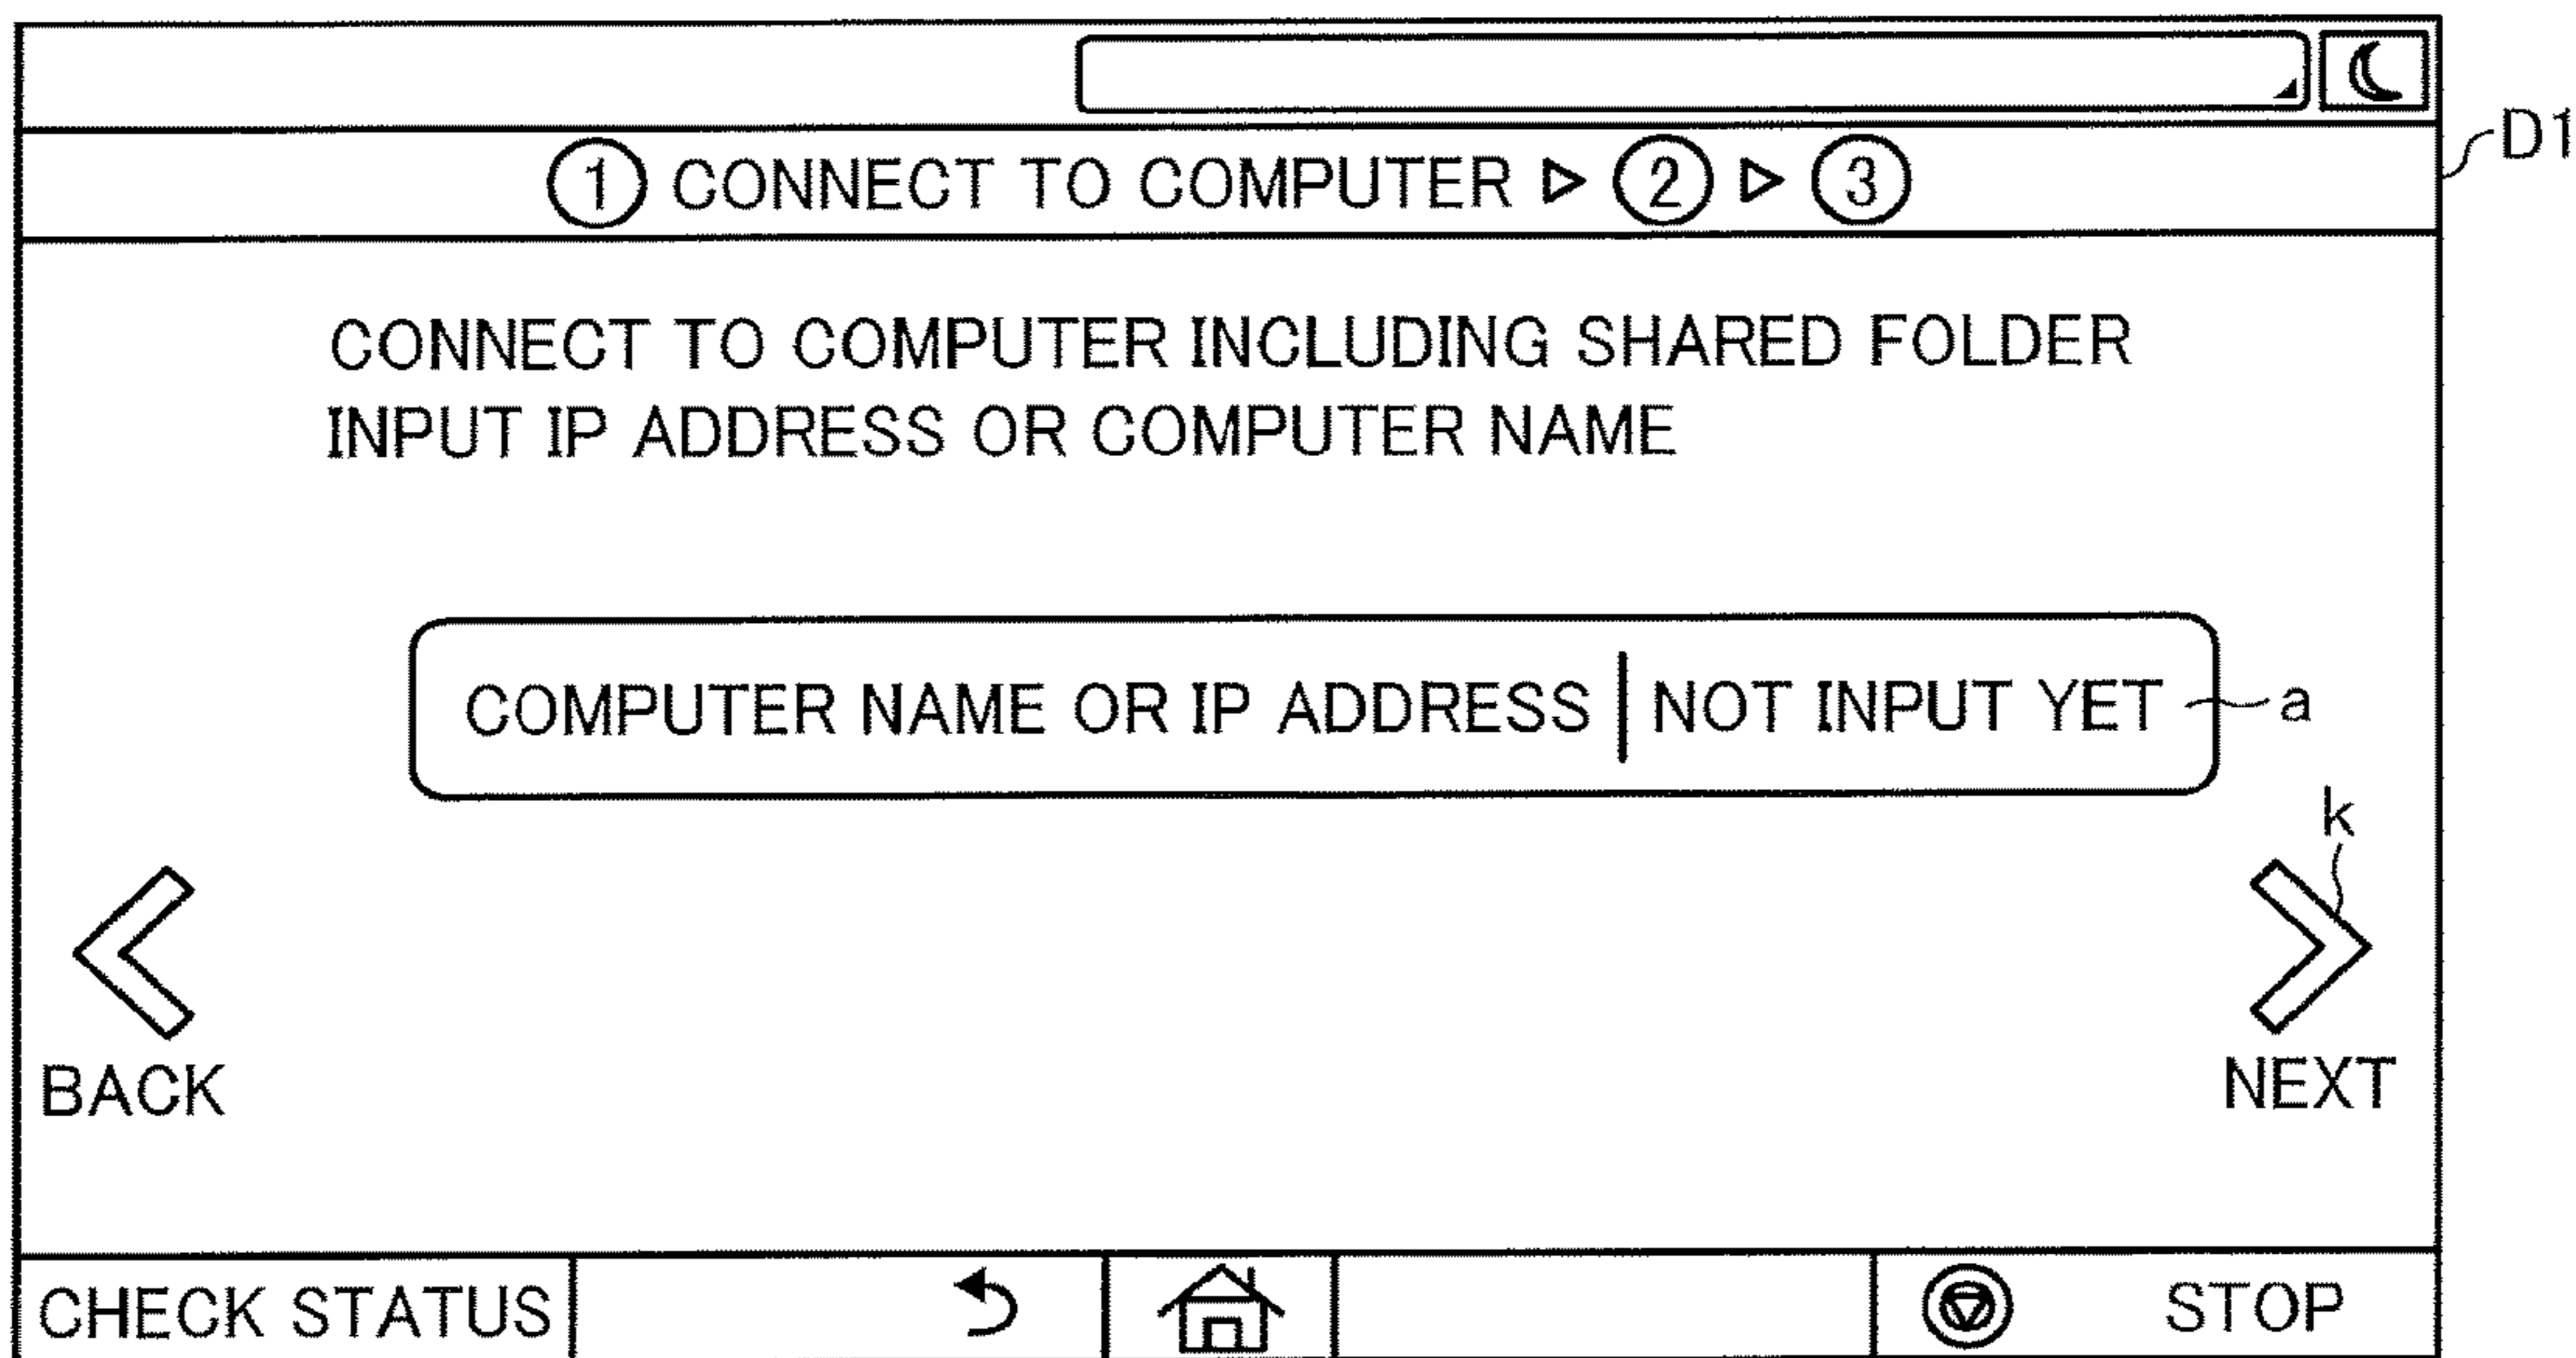 D1
① CONNECT TO COMPUTER ▷ ② ▷ ③
CONNECT TO COMPUTER INCLUDING SHARED FOLDER
INPUT IP ADDRESS OR COMPUTER NAME
COMPUTER NAME OR IP ADDRESS | NOT INPUT YET
a
k
BACK
NEXT
CHECK STATUS
STOP